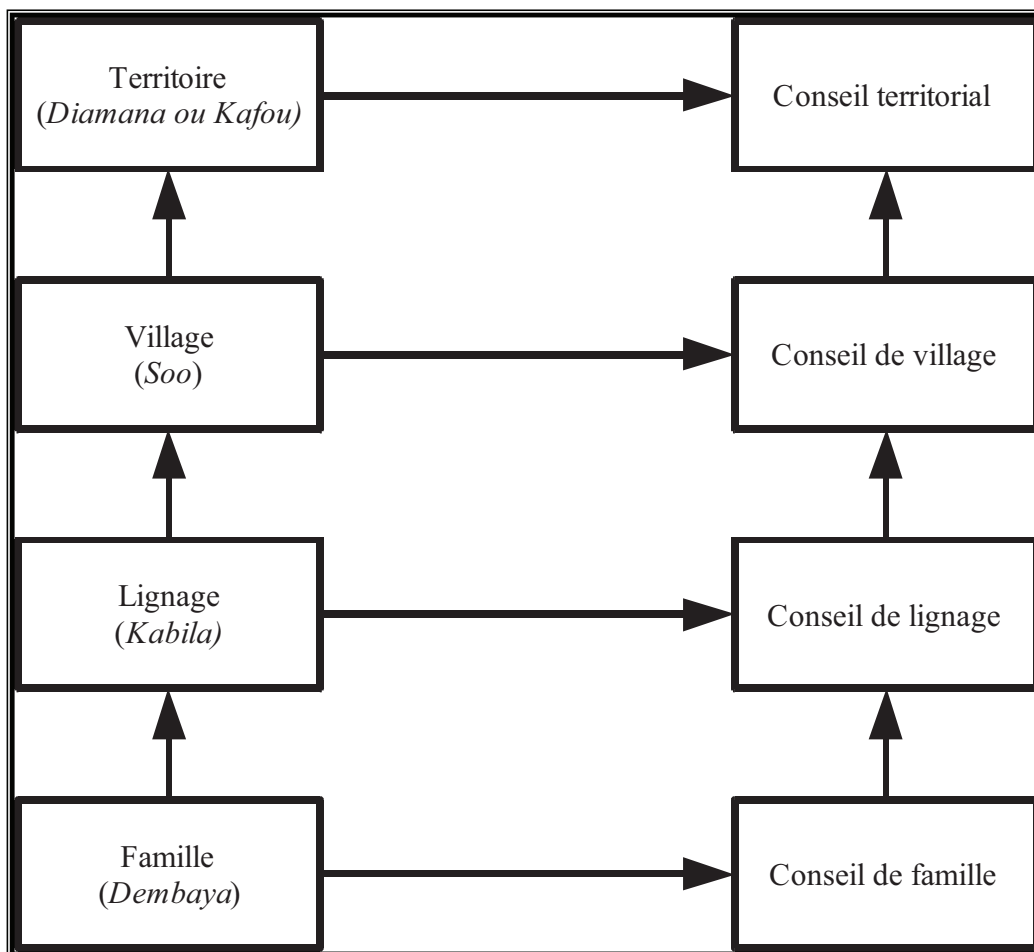 Territoire
(Diamana ou Kafou)
Conseil territorial
Village
(Soo)
Conseil de village
Lignage
(Kabila)
Conseil de lignage
Famille
(Dembaya)
Conseil de famille